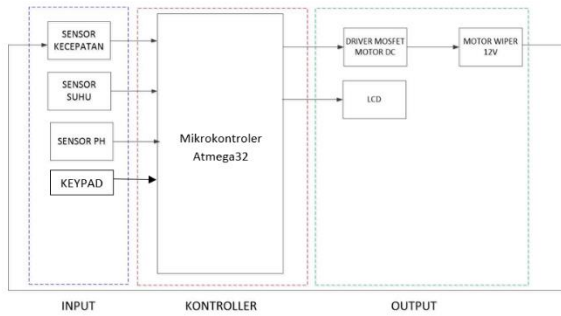 SENSOR
KECEPATAN
SENSOR
SUHU
SENSOR PH
KEYPAD
Mikrokontroler
Atmega32
DRIVER MOSFET
MOTOR DC
MOTOR WIPER
12V
LCD
INPUT
KONTROLLER
OUTPUT